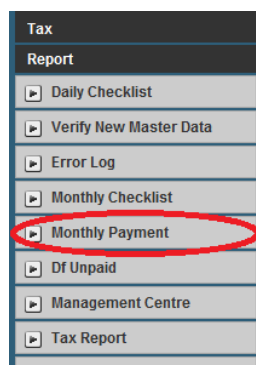 Tax
Report
Daily Checklist
Verify New Master Data
Error Log
Monthly Checklist
Monthly Payment
Df Unpaid
Management Centre
Tax Report